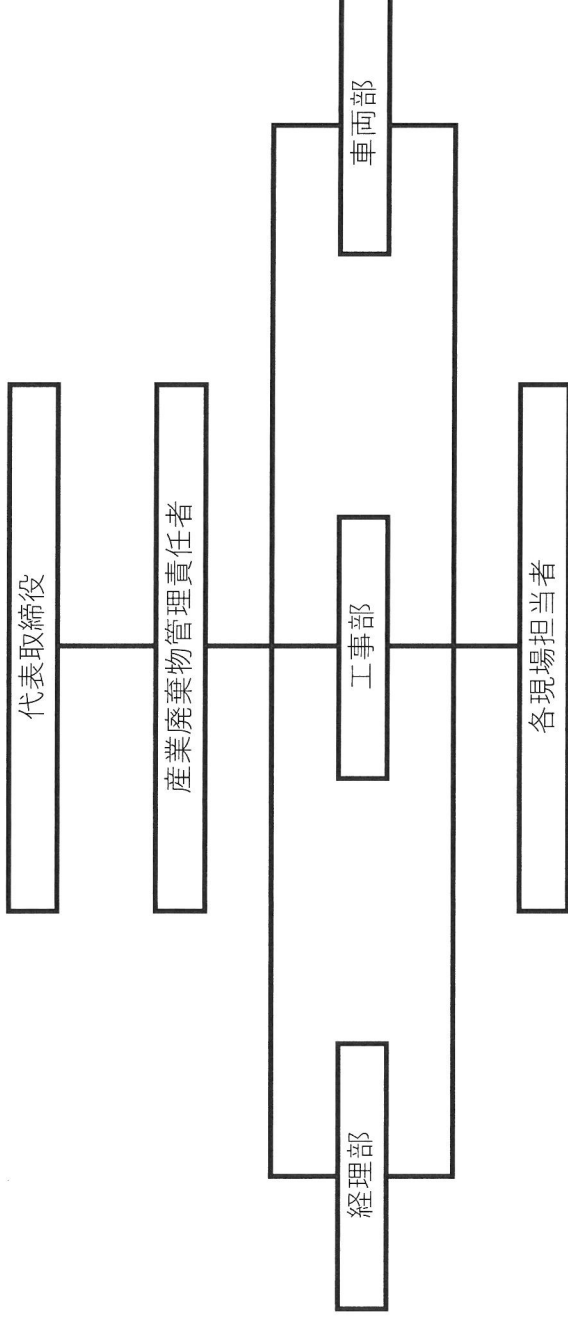 代表取締役
産業廃棄物管理責任者
経理部
工事部
車両部
各現場担当者